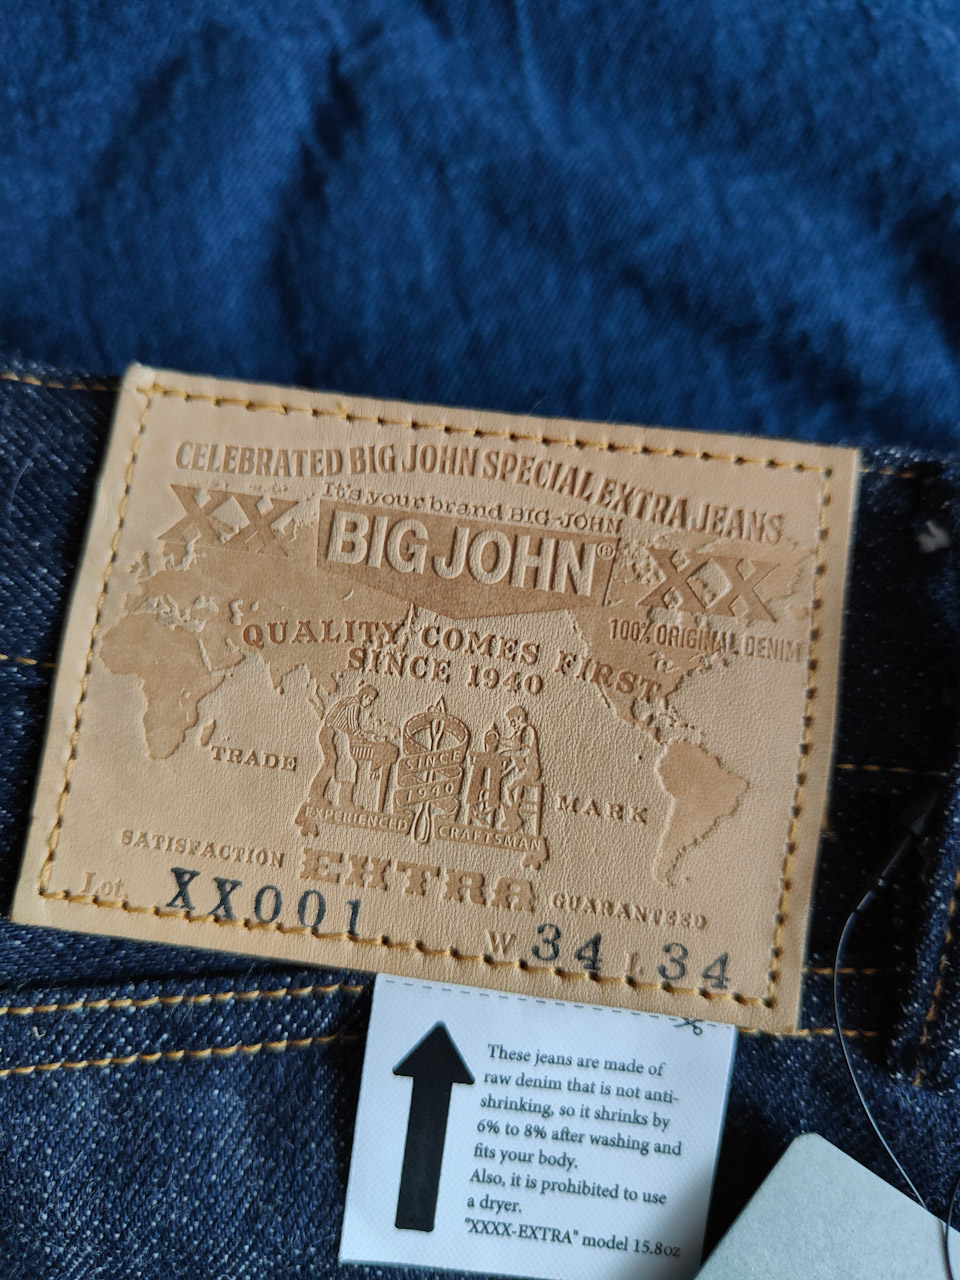 CELEBRATED BIG JOHN SPECIAL EXTRA JEANS
It's your brand BIG-JOHN
XX BIG JOHN® XX
100% ORIGINAL DENIM
QUALITY COMES FIRST
SINCE 1940
TRADE MARK
SINCE
IN
1940
EXPERIENCED CRAFTSMAN
SATISFACTION EXTRA GUARANTEED
Lot. XX001
W 34 L 34
These jeans are made of
raw denim that is not anti-
shrinking, so it shrinks by
6% to 8% after washing and
fits your body.
Also, it is prohibited to use
a dryer.
"XXXX-EXTRA" model 15.8oz